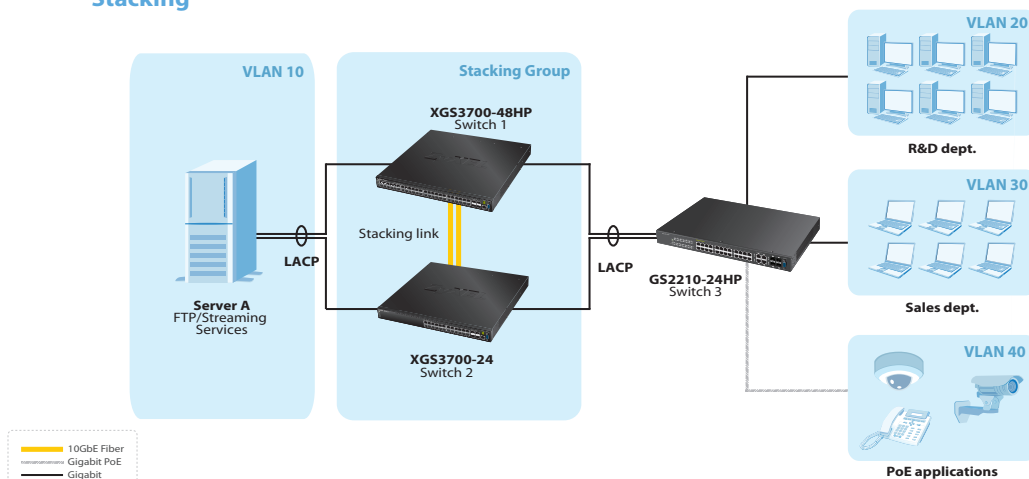 Stacking
VLAN 10
Server A
FTP/Streaming
Services
LACP
Stacking Group
XGS3700-48HP
Switch 1
Stacking link
XGS3700-24
Switch 2
LACP
GS2210-24HP
Switch 3
VLAN 20
R&D dept.
VLAN 30
Sales dept.
VLAN 40
PoE applications
10GbE Fiber
Gigabit PoE
Gigabit